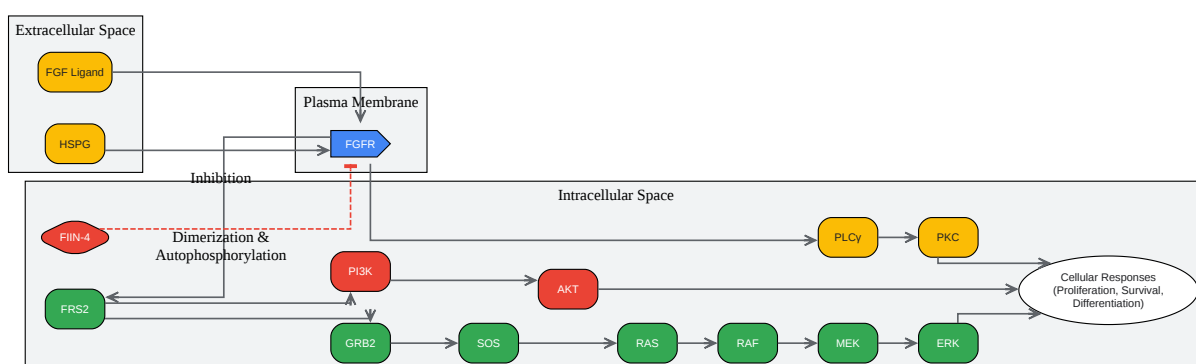 Extracellular Space
FGF Ligand
HSPG
Plasma Membrane
FGFR
Inhibition
Intracellular Space
FIIN-4
Dimerization &
Autophosphorylation
PLCγ
PKC
PI3K
AKT
Cellular Responses
(Proliferation, Survival,
Differentiation)
FRS2
GRB2
SOS
RAS
RAF
MEK
ERK